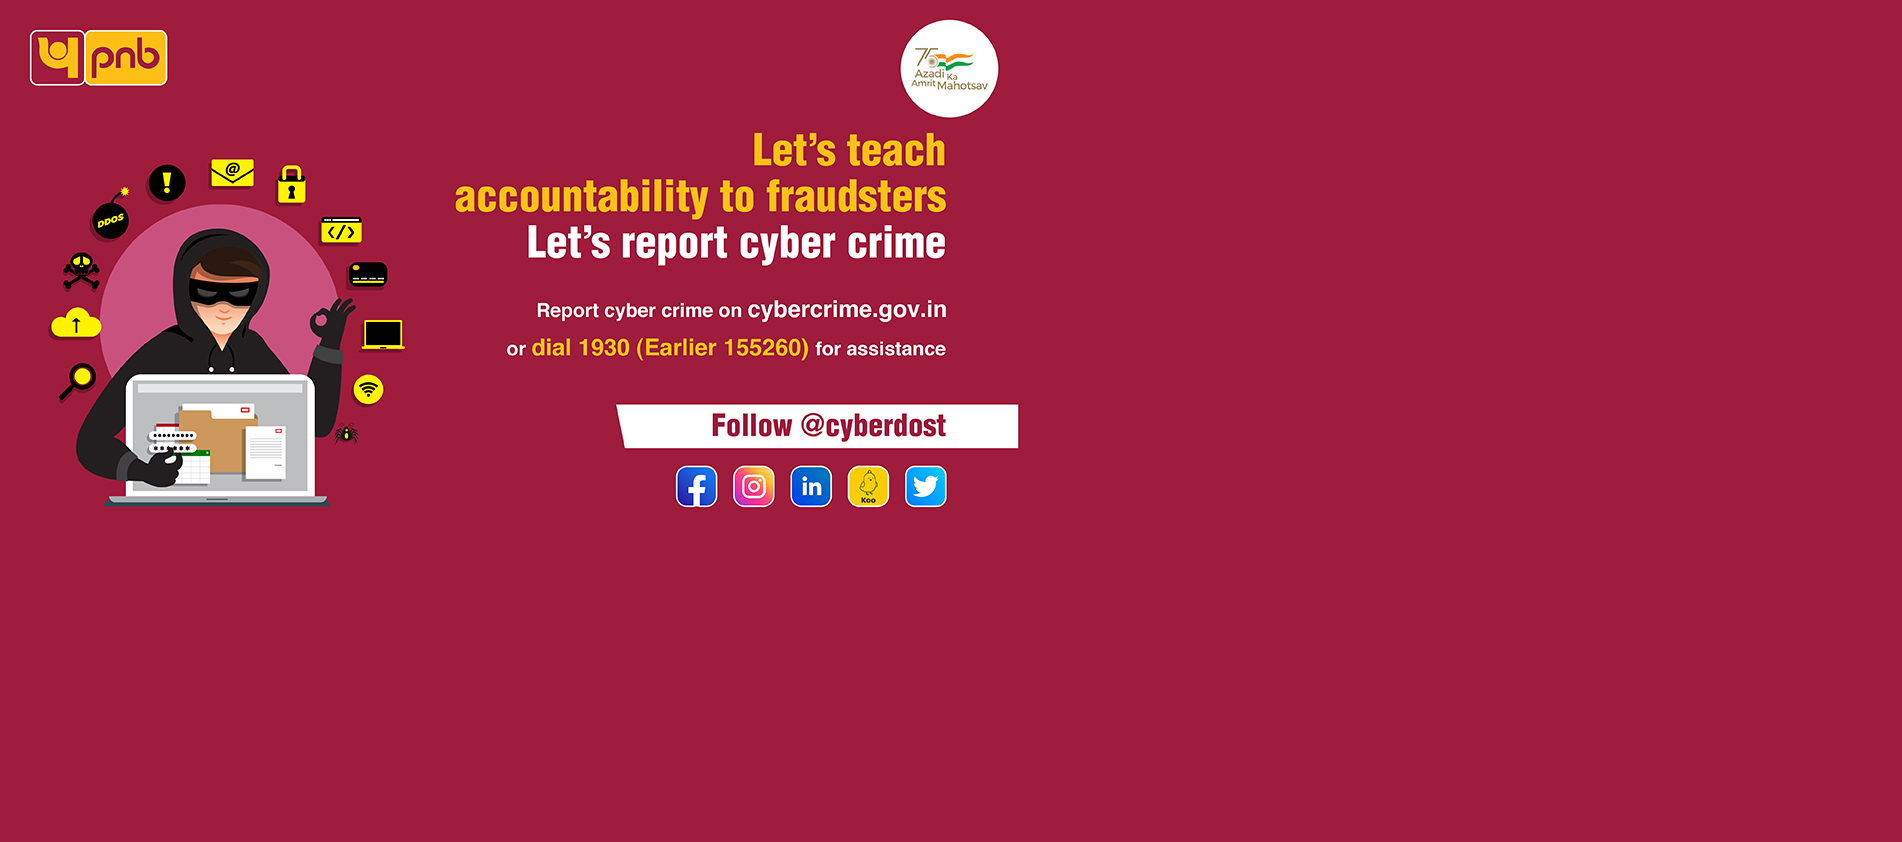 pnb
75
Azadi Ka
Amrit Mahotsav
Let’s teach
accountability to fraudsters
Let’s report cyber crime
Report cyber crime on cybercrime.gov.in
or dial 1930 (Earlier 155260) for assistance
Follow @cyberdost
f
in
Koo
@
DDOS
!
</>